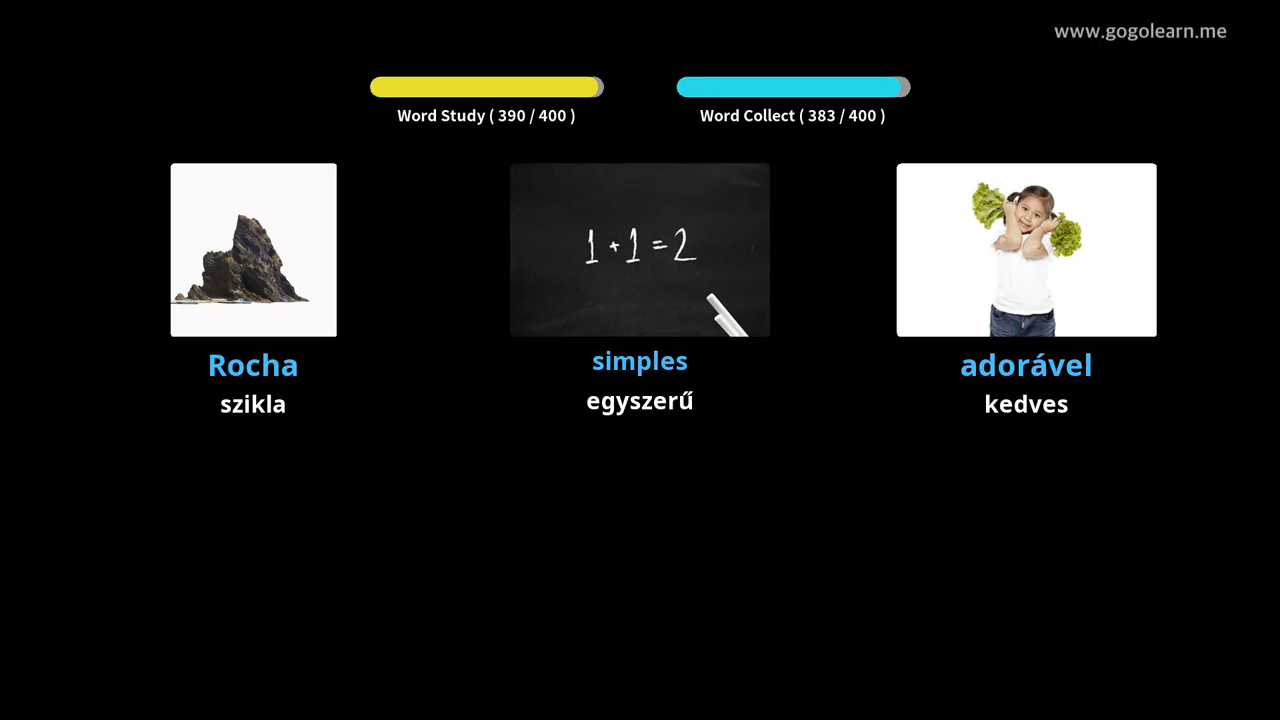 www.gogolearn.me
Word Study ( 390 / 400 )
Word Collect ( 383 / 400 )
1 + 1 = 2
Rocha
szikla
simples
egyszerű
adorável
kedves